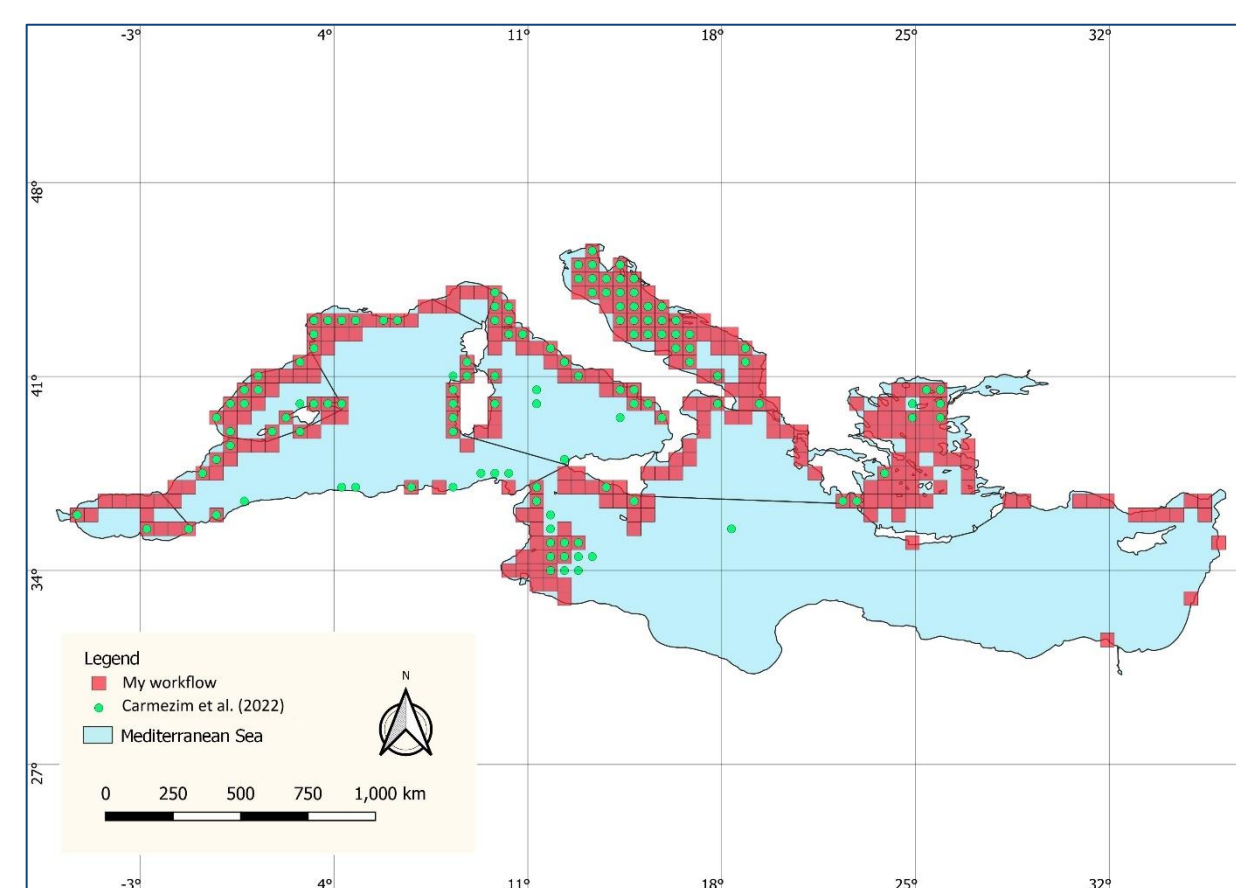 -3° 4° 11° 18° 25° 32°
48°
41°
34°
27°
Legend
My workflow
Carmezim et al. (2022)
Mediterranean Sea
N
0 250 500 750 1,000 km
-3° 4° 11° 18° 25° 32°